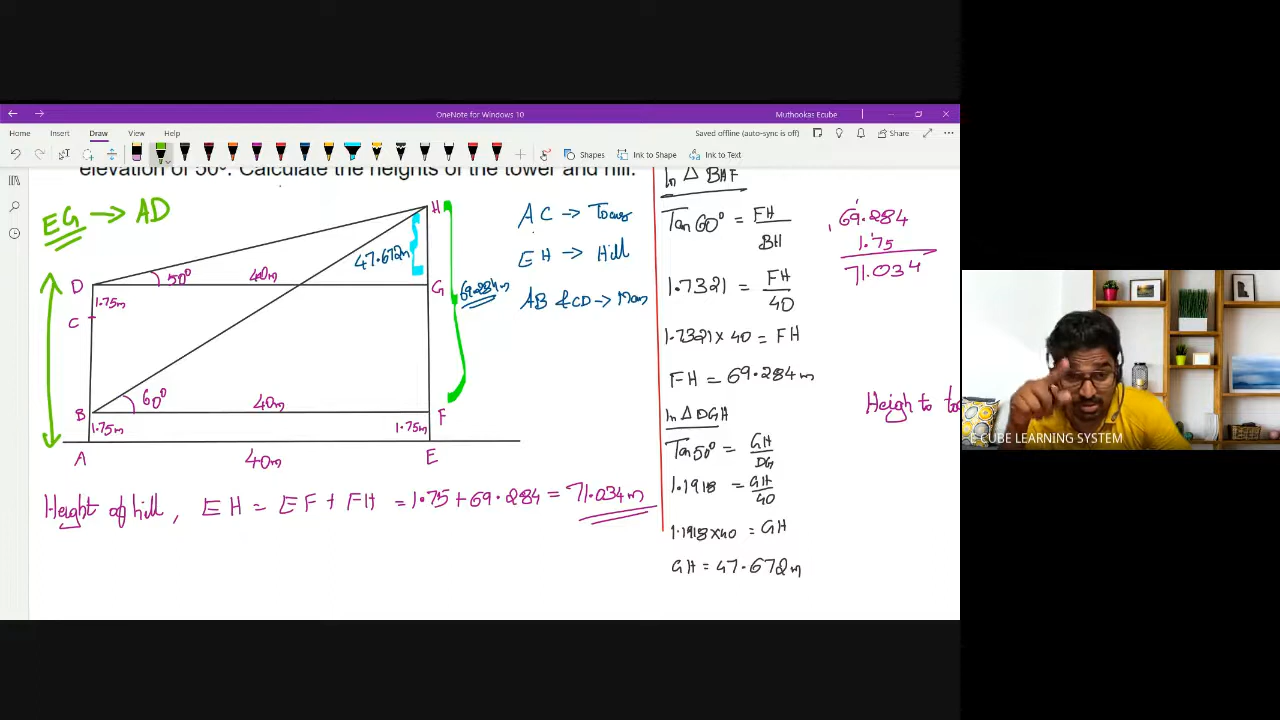 OneNote for Windows 10
Muthookas Ecube
Home Insert Draw View Help
Saved offline (auto-sync is off)
Share
Shapes
Ink to Shape
Ink to Text
elevation of 50°. Calculate the heights of the tower and hill.
EG → AD
H
D
50°
40m
47.672m
G
1.75m
C
69.284m
B
60°
40m
F
1.75m
1.75m
A
40m
E
AC → Tower
EH → Hill
AB & CD → Man
Height of hill, EH = EF + FH = 1.75 + 69.284 = 71.034m
In Δ BHF
Tan 60° = FH / BH
1.7321 = FH / 40
1.7321 × 40 = FH
FH = 69.284m
In Δ DGH
Tan 50° = GH / DG
1.1918 = GH / 40
1.1918 × 40 = GH
GH = 47.672m
69.284
1.75
71.034
E CUBE LEARNING SYSTEM